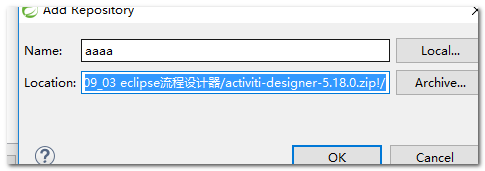 Add Repository
Name: aaaa Local...
Location: 09_03 eclipse流程设计器/activiti-designer-5.18.0.zip!/ Archive...
? OK Cancel